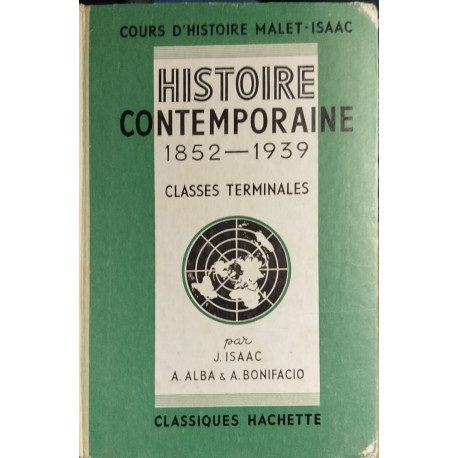 COURS D'HISTOIRE MALET-ISAAC
HISTOIRE
CONTEMPORAINE
1852—1939
CLASSES TERMINALES
par
J. ISAAC
A. ALBA & A. BONIFACIO
CLASSIQUES HACHETTE